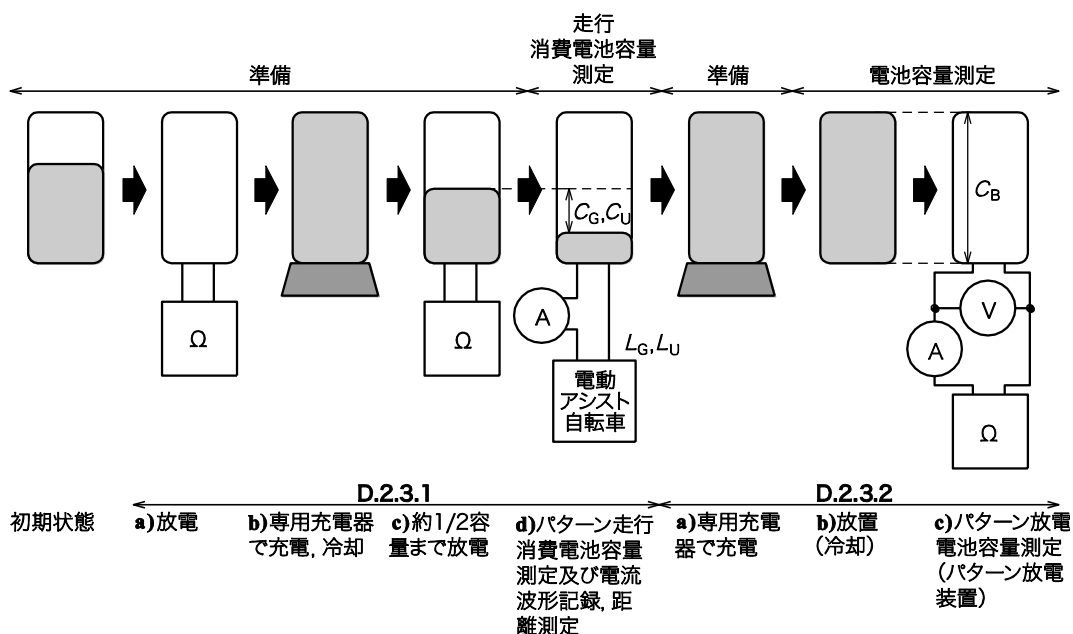 走行
消費電池容量
測定
準備
準備
電池容量測定
C_G,C_U
C_B
V
A
A
Ω
Ω
L_G,L_U
電動
アシスト
自転車
Ω
D.2.3.1
D.2.3.2
初期状態
a)放電
b)専用充電器
で充電, 冷却
c)約1/2容
量まで放電
d)パターン走行
消費電池容量
測定及び電流
波形記録, 距
離測定
a)専用充電
器で充電
b)放置
(冷却)
c)パターン放電
電池容量測定
(パターン放電
装置)